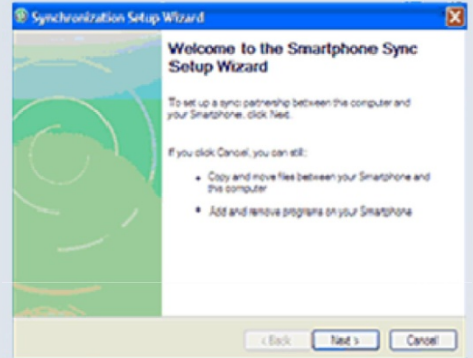 Synchronization Setup Wizard
Welcome to the Smartphone Sync
Setup Wizard
To set up a sync partnership between this computer and
your Smartphone, click Next.
If you click Cancel, you can still:
• Copy and move files between your Smartphone and
this computer
• Add and remove programs on your Smartphone
< Back
Next >
Cancel